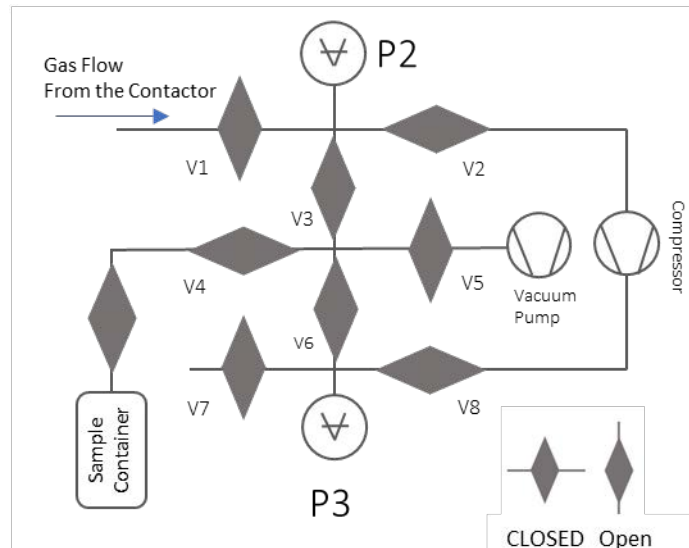 P2
Gas Flow
From the Contactor
V1
V2
V3
Compressor
V4
V5
Vacuum
Pump
V6
V7
V8
Sample
Container
P3
CLOSED Open